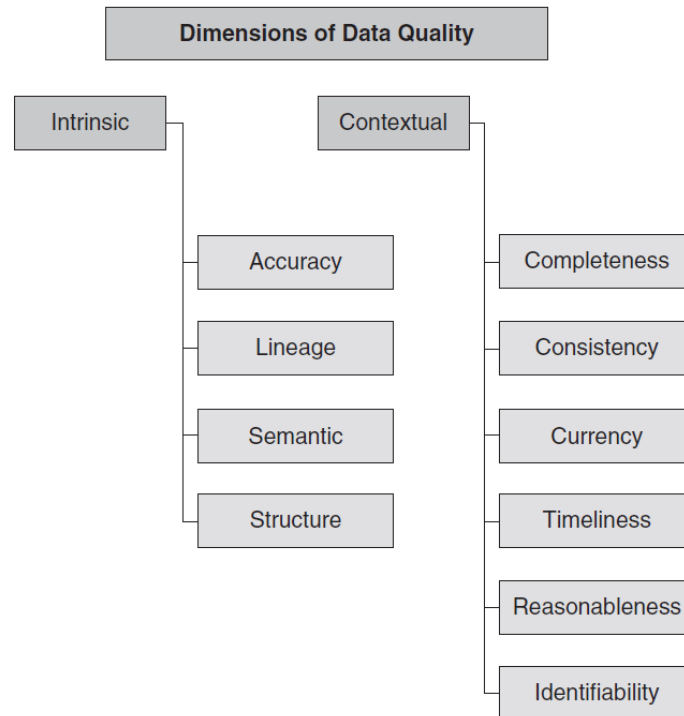 Dimensions of Data Quality
Intrinsic
Contextual
Accuracy
Completeness
Lineage
Consistency
Semantic
Currency
Structure
Timeliness
Reasonableness
Identifiability